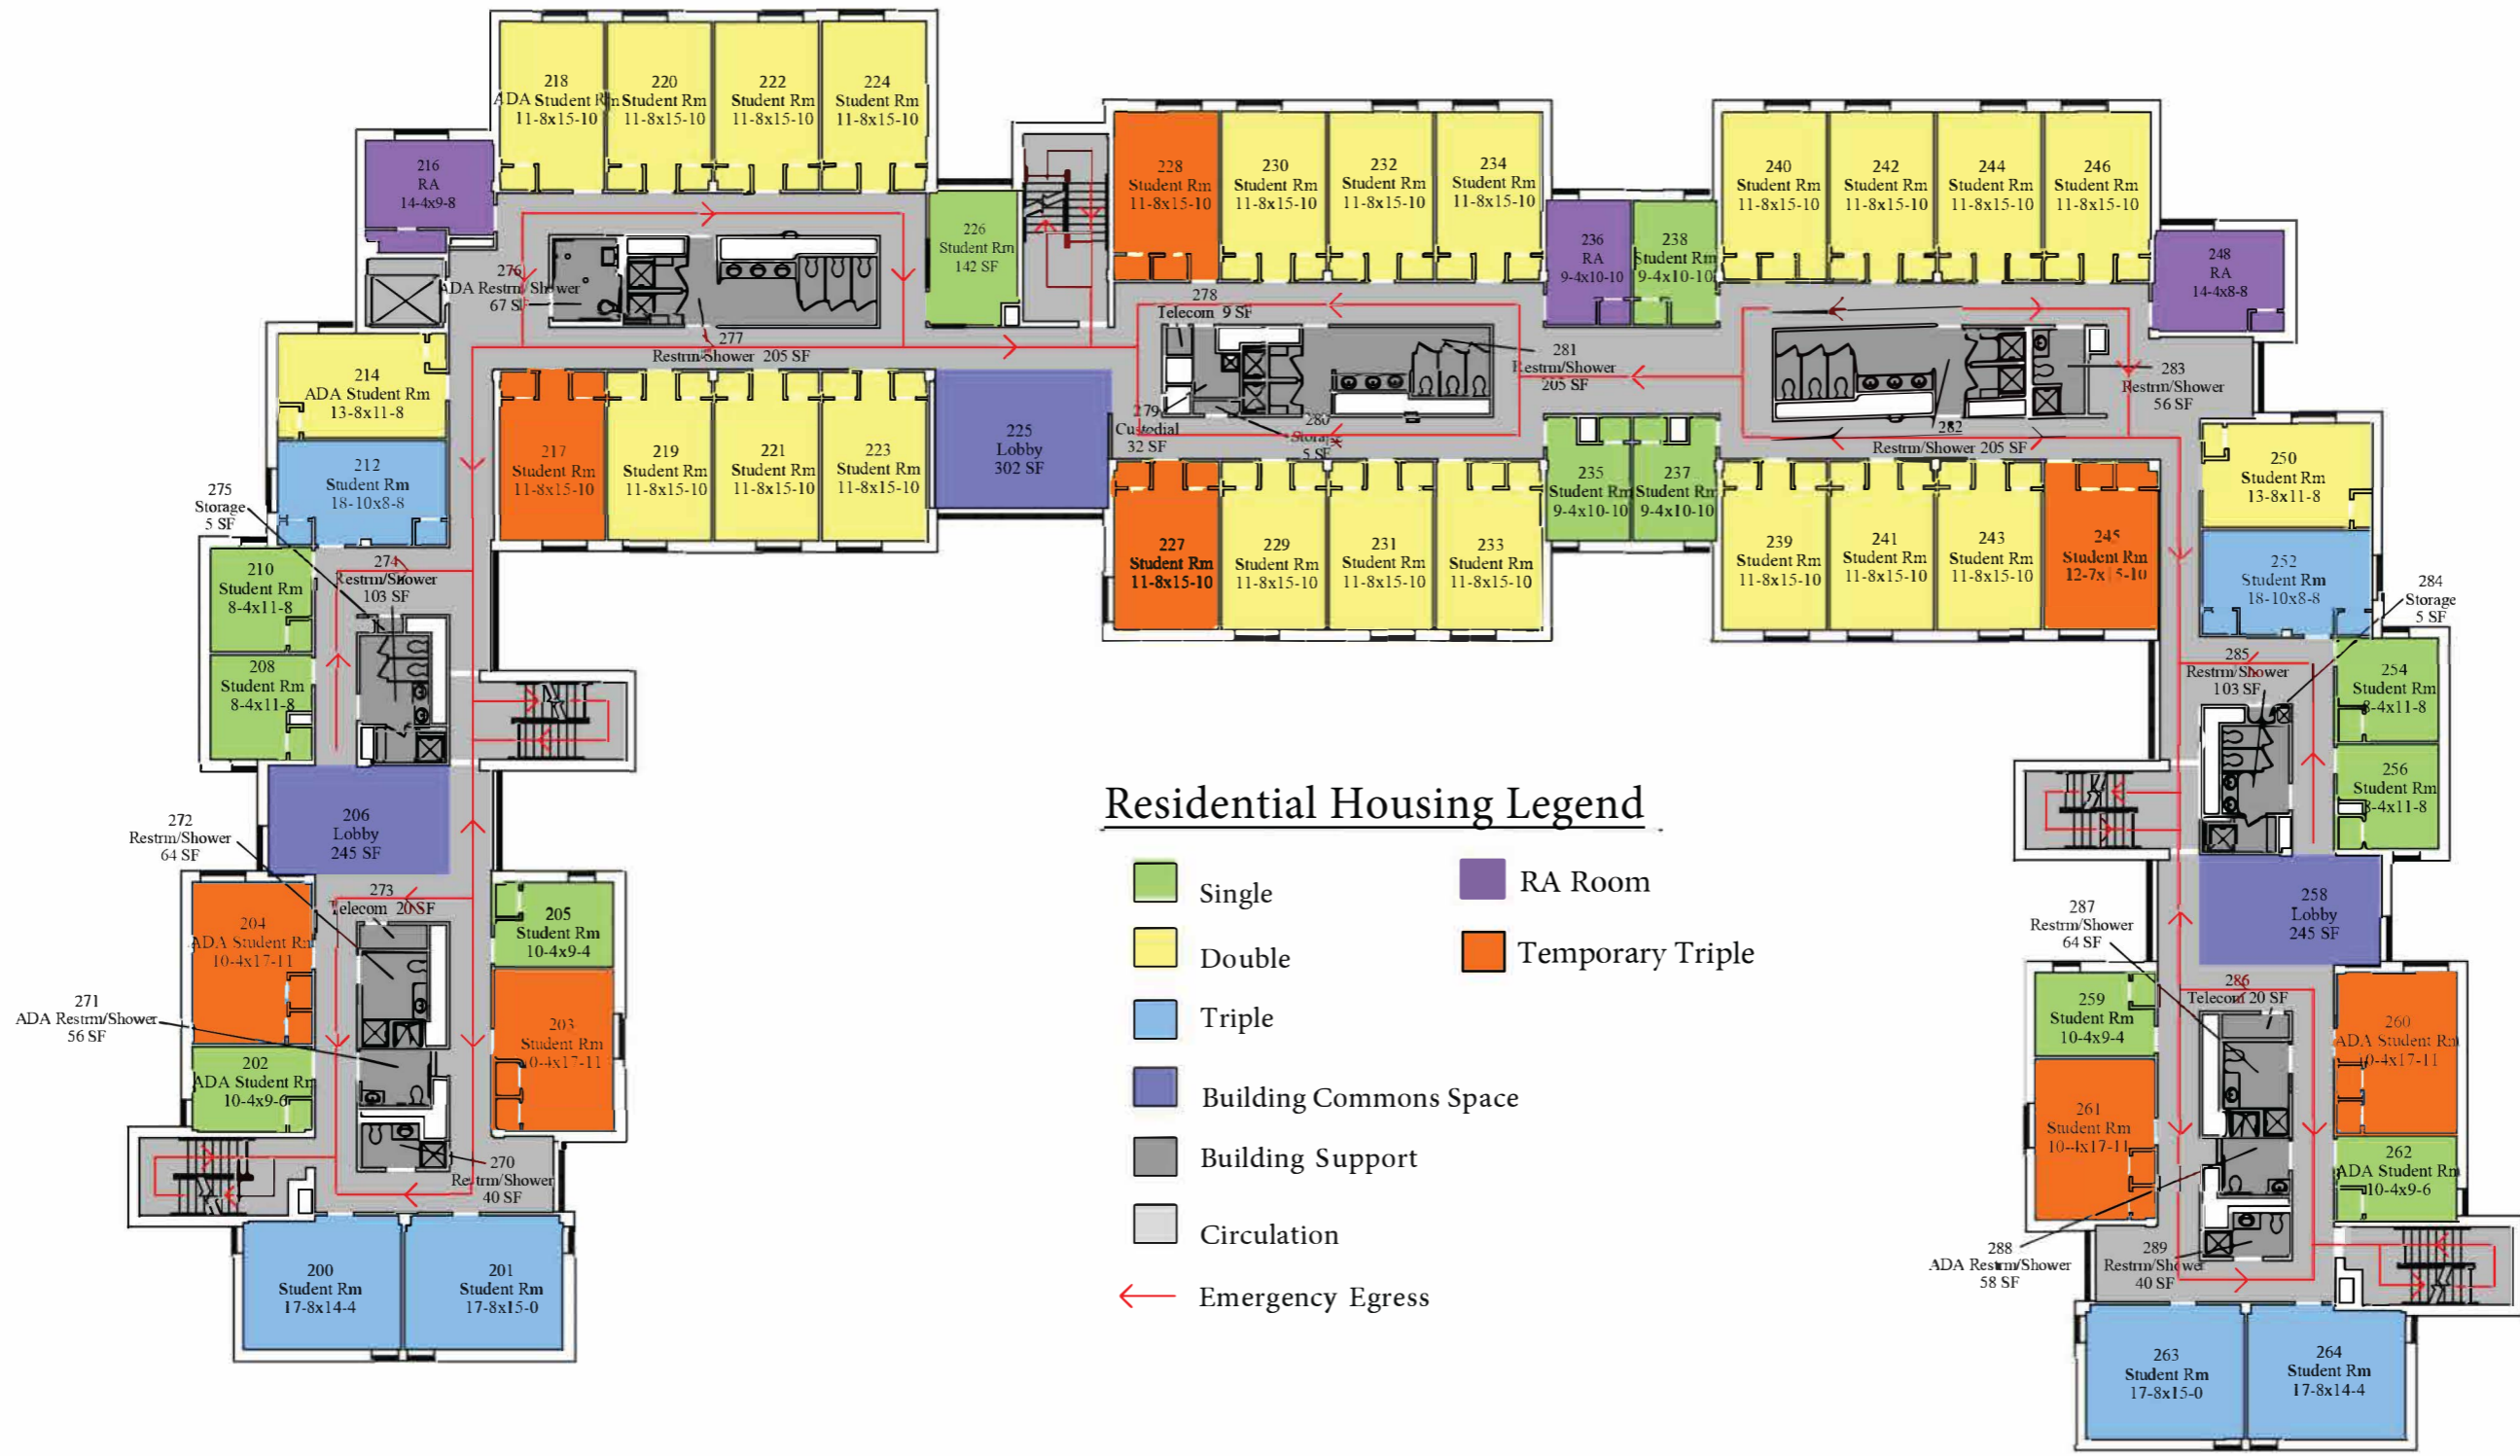 218
ADA Student Rm
11-8x15-10
220
Student Rm
11-8x15-10
222
Student Rm
11-8x15-10
224
Student Rm
11-8x15-10
216
RA
14-4x9-8
226
Student Rm
142 SF
228
Student Rm
11-8x15-10
230
Student Rm
11-8x15-10
232
Student Rm
11-8x15-10
234
Student Rm
11-8x15-10
236
RA
9-4x10-10
238
Student Rm
9-4x10-10
240
Student Rm
11-8x15-10
242
Student Rm
11-8x15-10
244
Student Rm
11-8x15-10
246
Student Rm
11-8x15-10
248
RA
14-4x8-8
276
ADA Restrm/Shower
67 SF
277
Restrm/Shower 205 SF
278
Telecom 9 SF
279
Custodial
32 SF
280
Storage
5 SF
281
Restrm/Shower
205 SF
282
Restrm/Shower 205 SF
283
Restrm/Shower
56 SF
214
ADA Student Rm
13-8x11-8
212
Student Rm
18-10x8-8
217
Student Rm
11-8x15-10
219
Student Rm
11-8x15-10
221
Student Rm
11-8x15-10
223
Student Rm
11-8x15-10
225
Lobby
302 SF
227
Student Rm
11-8x15-10
229
Student Rm
11-8x15-10
231
Student Rm
11-8x15-10
233
Student Rm
11-8x15-10
235
Student Rm
9-4x10-10
237
Student Rm
9-4x10-10
239
Student Rm
11-8x15-10
241
Student Rm
11-8x15-10
243
Student Rm
11-8x15-10
245
Student Rm
12-7x15-10
250
Student Rm
13-8x11-8
252
Student Rm
18-10x8-8
275
Storage
5 SF
274
Restrm/Shower
103 SF
210
Student Rm
8-4x11-8
208
Student Rm
8-4x11-8
206
Lobby
245 SF
272
Restrm/Shower
64 SF
273
Telecom 20 SF
204
ADA Student Rm
10-4x17-11
205
Student Rm
10-4x9-4
203
Student Rm
10-4x17-11
271
ADA Restrm/Shower
56 SF
202
ADA Student Rm
10-4x9-6
270
Restrm/Shower
40 SF
200
Student Rm
17-8x14-4
201
Student Rm
17-8x15-0
Residential Housing Legend
Single
Double
Triple
Building Commons Space
Building Support
Circulation
Emergency Egress
RA Room
Temporary Triple
284
Storage
5 SF
285
Restrm/Shower
103 SF
254
Student Rm
8-4x11-8
256
Student Rm
8-4x11-8
258
Lobby
245 SF
287
Restrm/Shower
64 SF
286
Telecom 20 SF
259
Student Rm
10-4x9-4
260
ADA Student Rm
10-4x17-11
261
Student Rm
10-4x17-11
262
ADA Student Rm
10-4x9-6
288
ADA Restrm/Shower
58 SF
289
Restrm/Shower
40 SF
263
Student Rm
17-8x15-0
264
Student Rm
17-8x14-4